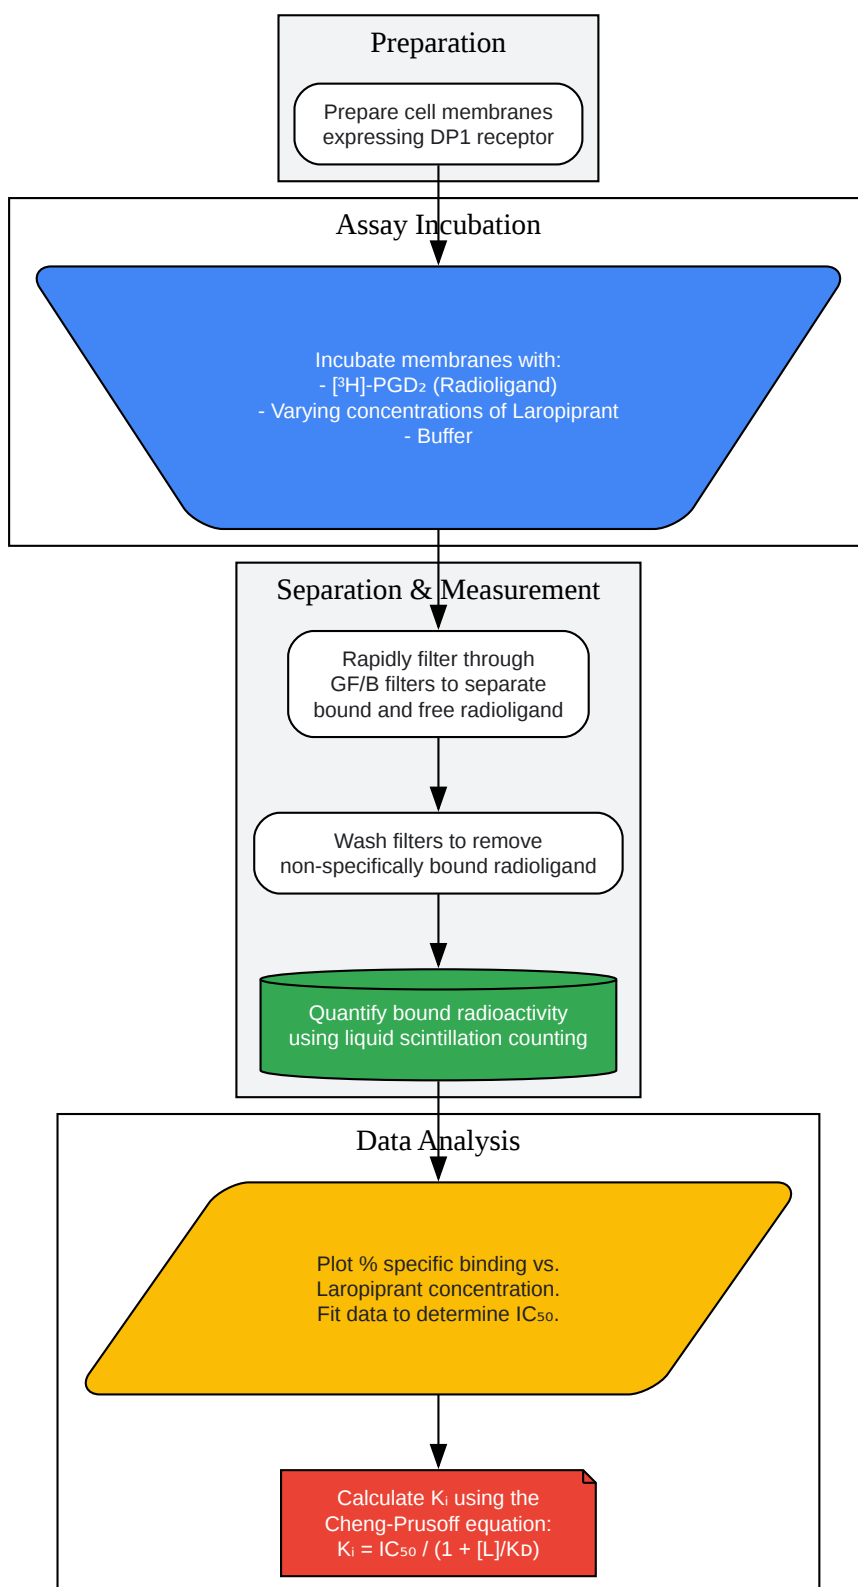 Preparation
Prepare cell membranes
expressing DP1 receptor
Assay Incubation
Incubate membranes with:
- [³H]-PGD₂ (Radioligand)
- Varying concentrations of Laropiprant
- Buffer
Separation & Measurement
Rapidly filter through
GF/B filters to separate
bound and free radioligand
Wash filters to remove
non-specifically bound radioligand
Quantify bound radioactivity
using liquid scintillation counting
Data Analysis
Plot % specific binding vs.
Laropiprant concentration.
Fit data to determine IC₅₀.
Calculate Kᵢ using the
Cheng-Prusoff equation:
Kᵢ = IC₅₀ / (1 + [L]/Kᴅ)